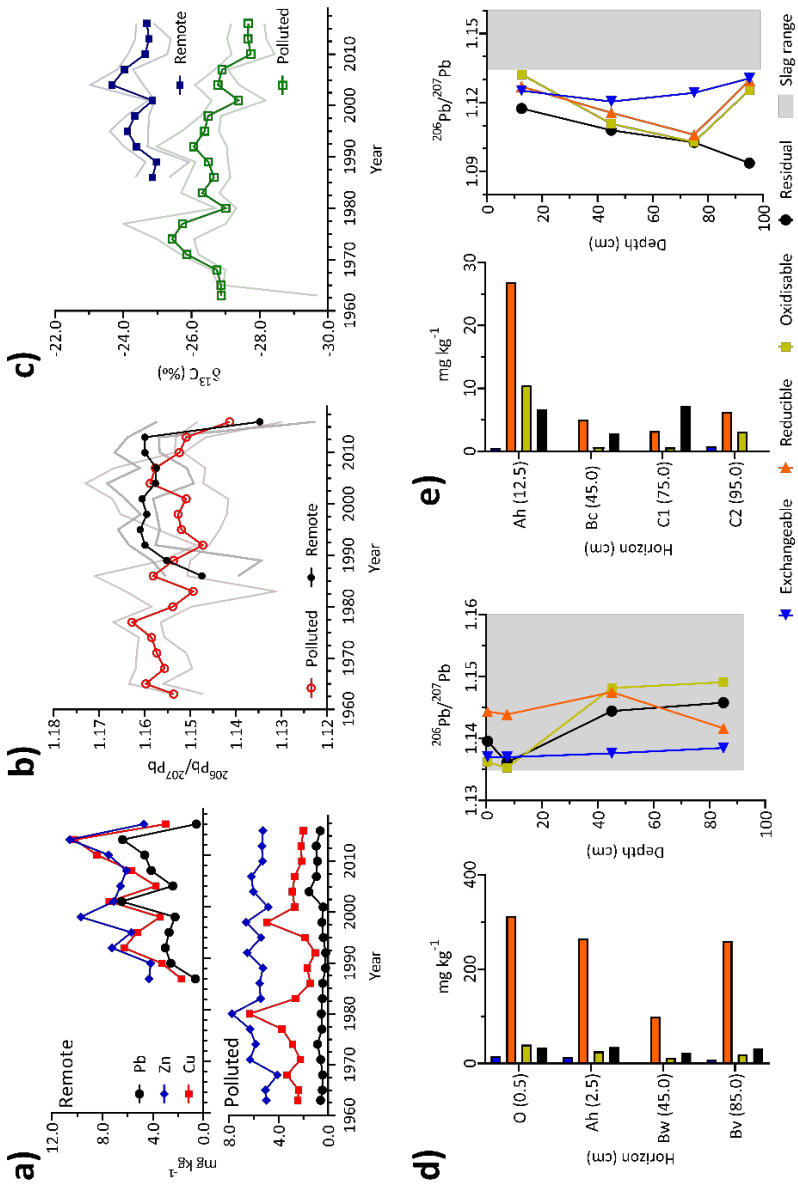 a)
Remote
Pb
Zn
Cu
12.0
8.0
4.0
0.0
mg kg-1
Polluted
8.0
6.0
4.0
2.0
0.0
1960
1970
1980
1990
2000
2010
Year
b)
1.18
1.17
1.16
1.15
1.14
1.13
1.12
206Pb/207Pb
Polluted
Remote
1960
1970
1980
1990
2000
2010
Year
c)
-22.0
-24.0
-26.0
-28.0
-30.0
δ13C (‰)
Remote
Polluted
1960
1970
1980
1990
2000
2010
Year
d)
mg kg-1
0
200
400
O (0.5)
Ah (2.5)
Bw (45.0)
Bv (85.0)
Horizon (cm)
206Pb/207Pb
1.13
1.14
1.15
1.16
0
20
40
60
80
100
Depth (cm)
e)
mg kg-1
0
10
20
30
Ah (12.5)
Bc (45.0)
C1 (75.0)
C2 (95.0)
Horizon (cm)
206Pb/207Pb
1.09
1.12
1.15
0
20
40
60
80
100
Depth (cm)
Exchangeable
Reducible
Oxidisable
Residual
Slag range